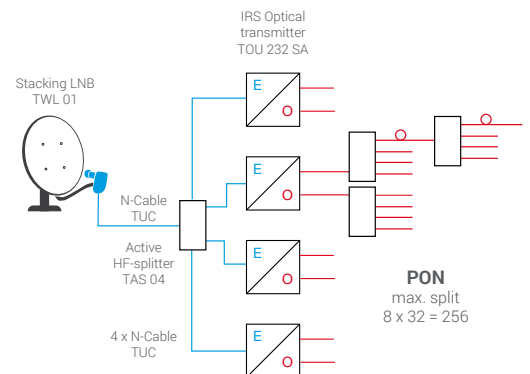 IRS Optical
transmitter
TOU 232 SA
Stacking LNB
TWL 01
E
O
E
O
N-Cable
TUC
Active
HF-splitter
TAS 04
E
O
PON
max. split
8 x 32 = 256
4 x N-Cable
TUC
E
O